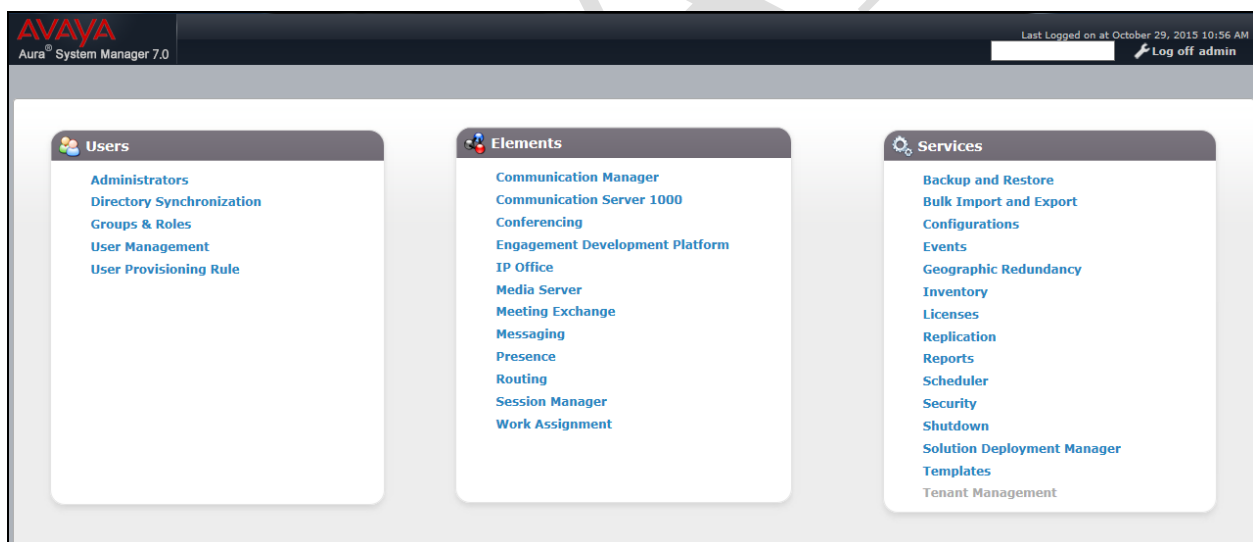 AVAYA
Aura® System Manager 7.0
Last Logged on at October 29, 2015 10:56 AM
Log off admin
Users
Administrators
Directory Synchronization
Groups & Roles
User Management
User Provisioning Rule
Elements
Communication Manager
Communication Server 1000
Conferencing
Engagement Development Platform
IP Office
Media Server
Meeting Exchange
Messaging
Presence
Routing
Session Manager
Work Assignment
Services
Backup and Restore
Bulk Import and Export
Configurations
Events
Geographic Redundancy
Inventory
Licenses
Replication
Reports
Scheduler
Security
Shutdown
Solution Deployment Manager
Templates
Tenant Management